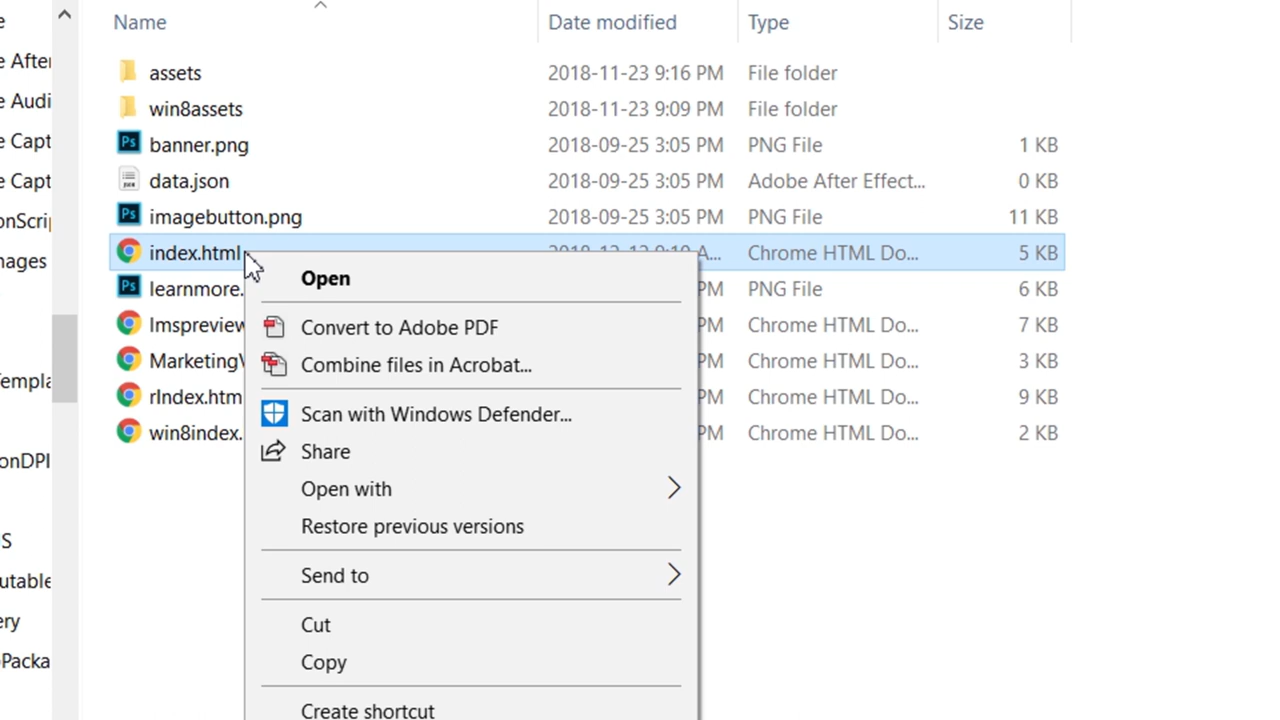 Name Date modified Type Size
assets 2018-11-23 9:16 PM File folder
win8assets 2018-11-23 9:09 PM File folder
banner.png 2018-09-25 3:05 PM PNG File 1 KB
data.json 2018-09-25 3:05 PM Adobe After Effect... 0 KB
imagebutton.png 2018-09-25 3:05 PM PNG File 11 KB
index.html A... Chrome HTML Do... 5 KB
learnmore. PM PNG File 6 KB
Imspreview PM Chrome HTML Do... 7 KB
Marketing PM Chrome HTML Do... 3 KB
rIndex.htm PM Chrome HTML Do... 9 KB
win8index. PM Chrome HTML Do... 2 KB
Open
Convert to Adobe PDF
Combine files in Acrobat...
Scan with Windows Defender...
Share
Open with
Restore previous versions
Send to
Cut
Copy
Create shortcut
e
e After
e Audi
e Capt
e Capt
onScrip
mages
Templa
onDPI
S
utable
ery
Packa